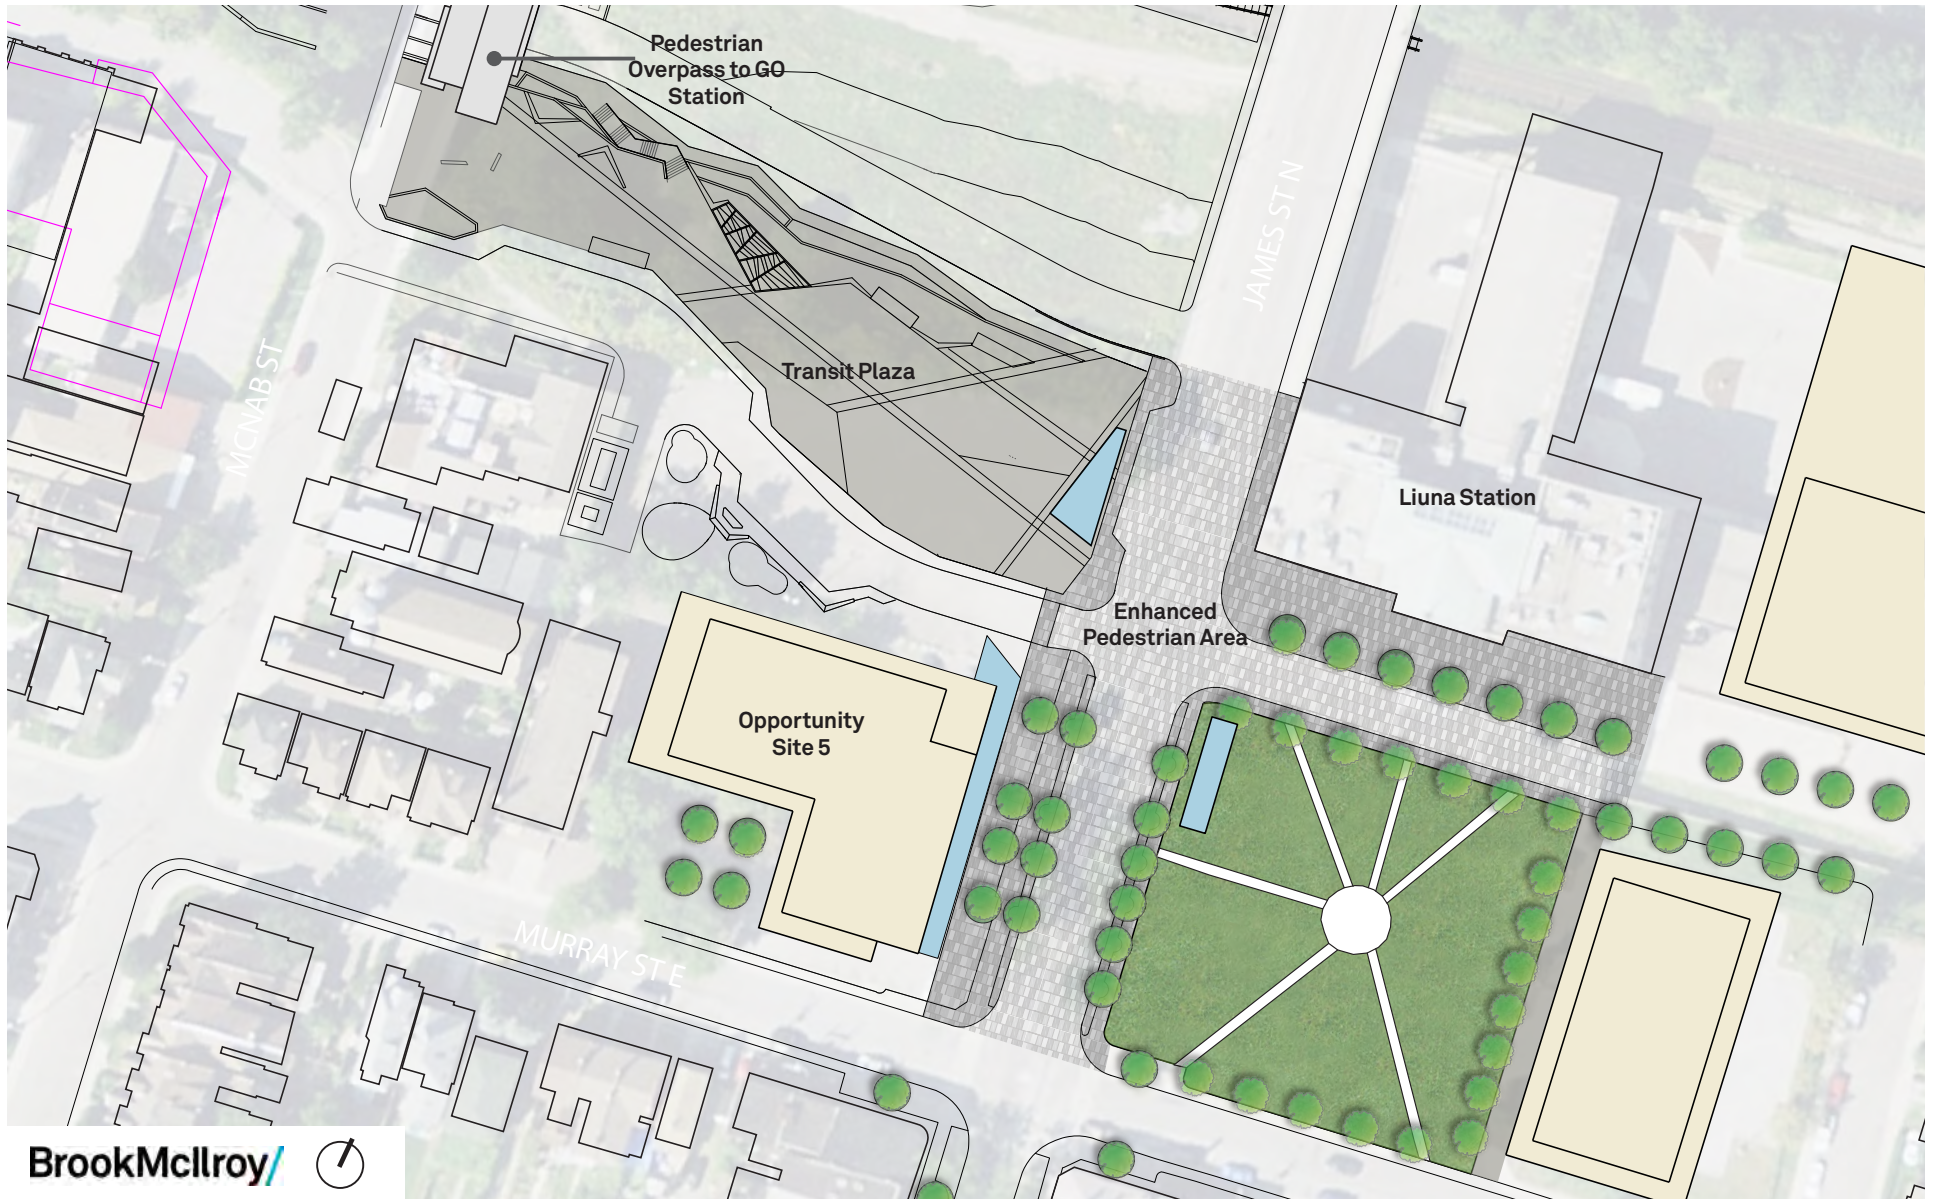 Pedestrian
Overpass to GO
Station
JAMES ST N
MCNAB ST
Transit Plaza
Liuna Station
Enhanced
Pedestrian Area
Opportunity
Site 5
MURRAY ST E
BrookMcIlroy/